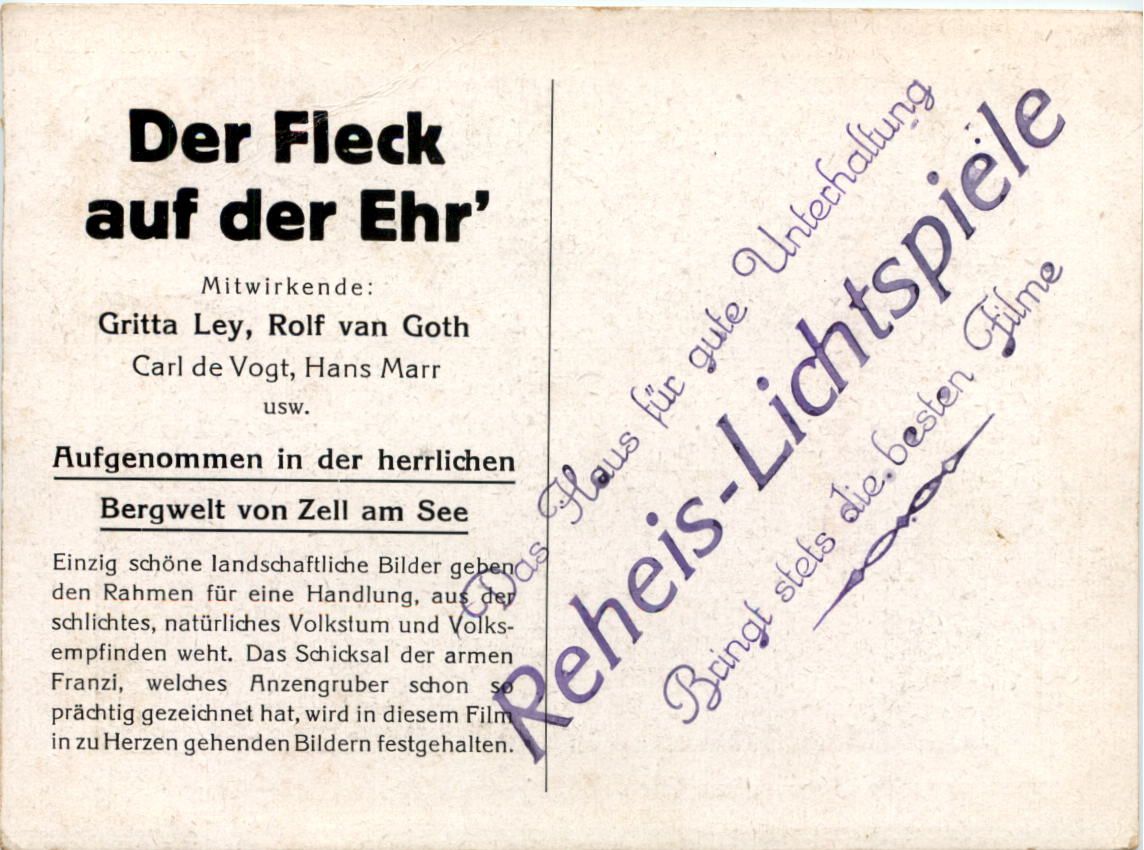 Der Fleck
auf der Ehr'
Mitwirkende:
Gritta Ley, Rolf van Goth
Carl de Vogt, Hans Marr
usw.
Aufgenommen in der herrlichen
Bergwelt von Zell am See
Einzig schöne landschaftliche Bilder geben
den Rahmen für eine Handlung, aus der
schlichtes, natürliches Volkstum und Volks-
empfinden weht. Das Schicksal der armen
Franzi, welches Anzengruber schon so
prächtig gezeichnet hat, wird in diesem Film
in zu Herzen gehenden Bildern festgehalten.
Das Haus für gute Unterhaltung
Reheis-Lichtspiele
Bringt stets die besten Filme